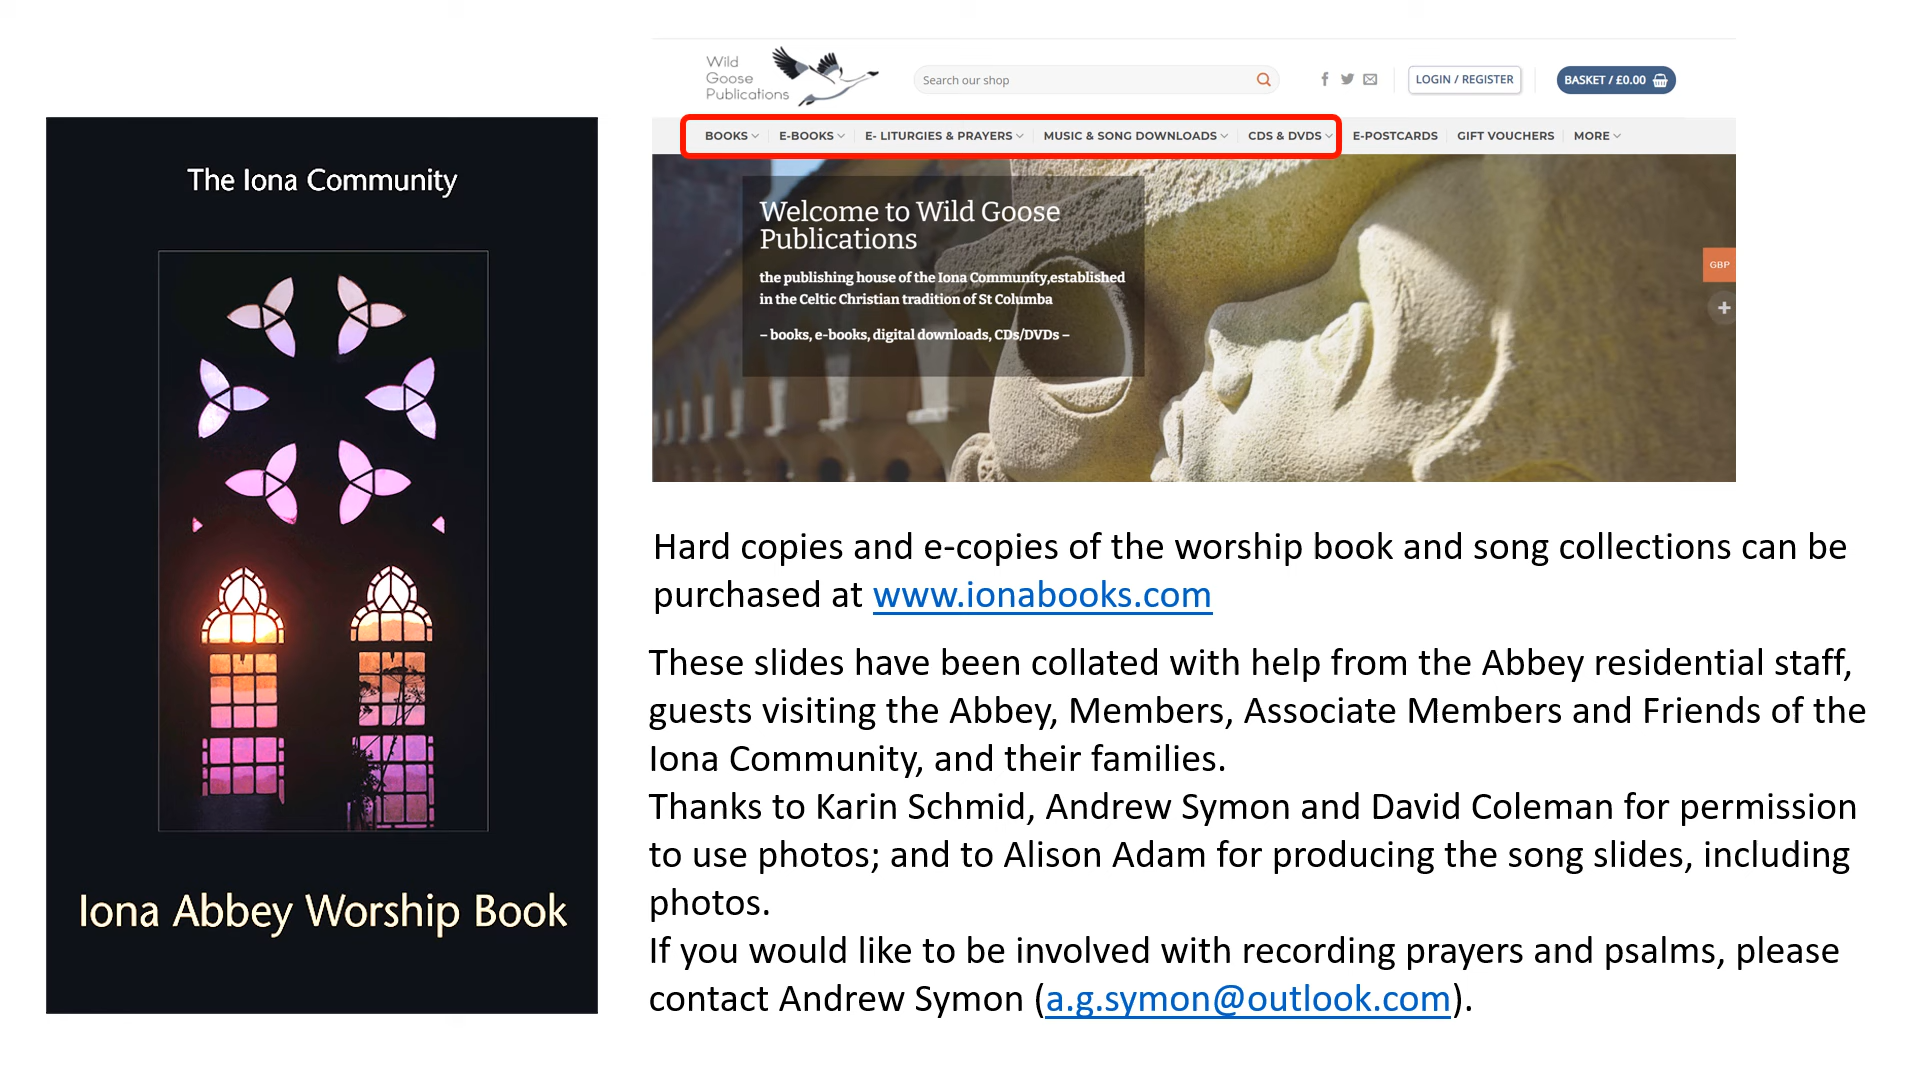 The Iona Community
Iona Abbey Worship Book
Wild
Goose
Publications
Search our shop
LOGIN / REGISTER
BASKET / £0.00
BOOKS
E-BOOKS
E- LITURGIES & PRAYERS
MUSIC & SONG DOWNLOADS
CDS & DVDS
E-POSTCARDS
GIFT VOUCHERS
MORE
Welcome to Wild Goose
Publications
the publishing house of the Iona Community,established
in the Celtic Christian tradition of St Columba
– books, e-books, digital downloads, CDs/DVDs –
GBP
+
Hard copies and e-copies of the worship book and song collections can be
purchased at www.ionabooks.com
These slides have been collated with help from the Abbey residential staff,
guests visiting the Abbey, Members, Associate Members and Friends of the
Iona Community, and their families.
Thanks to Karin Schmid, Andrew Symon and David Coleman for permission
to use photos; and to Alison Adam for producing the song slides, including
photos.
If you would like to be involved with recording prayers and psalms, please
contact Andrew Symon (a.g.symon@outlook.com).